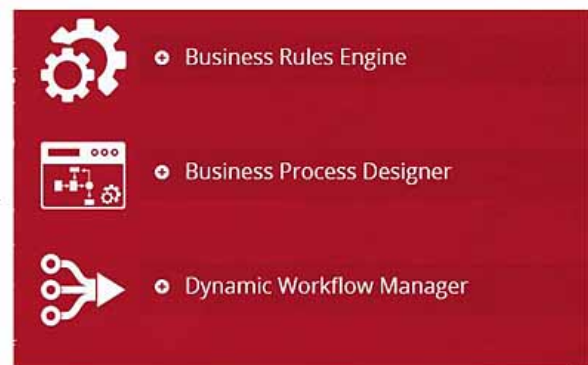 Business Rules Engine
Business Process Designer
Dynamic Workflow Manager